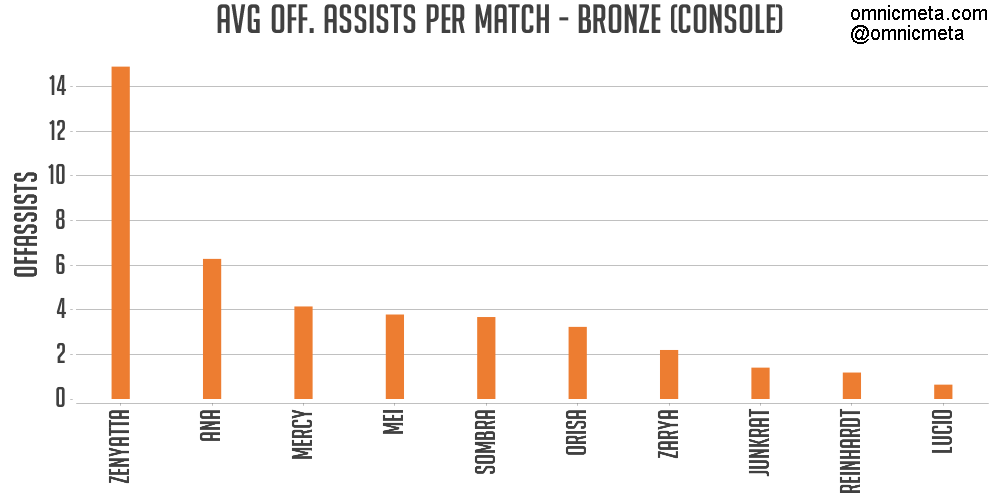 AVG OFF. ASSISTS PER MATCH - BRONZE (CONSOLE)
omnicmeta.com
@omnicmeta
OFFASSISTS
14
12
10
8
6
4
2
0
ZENYATTA
ANA
MERCY
MEI
SOMBRA
ORISA
ZARYA
JUNKRAT
REINHARDT
LUCIO